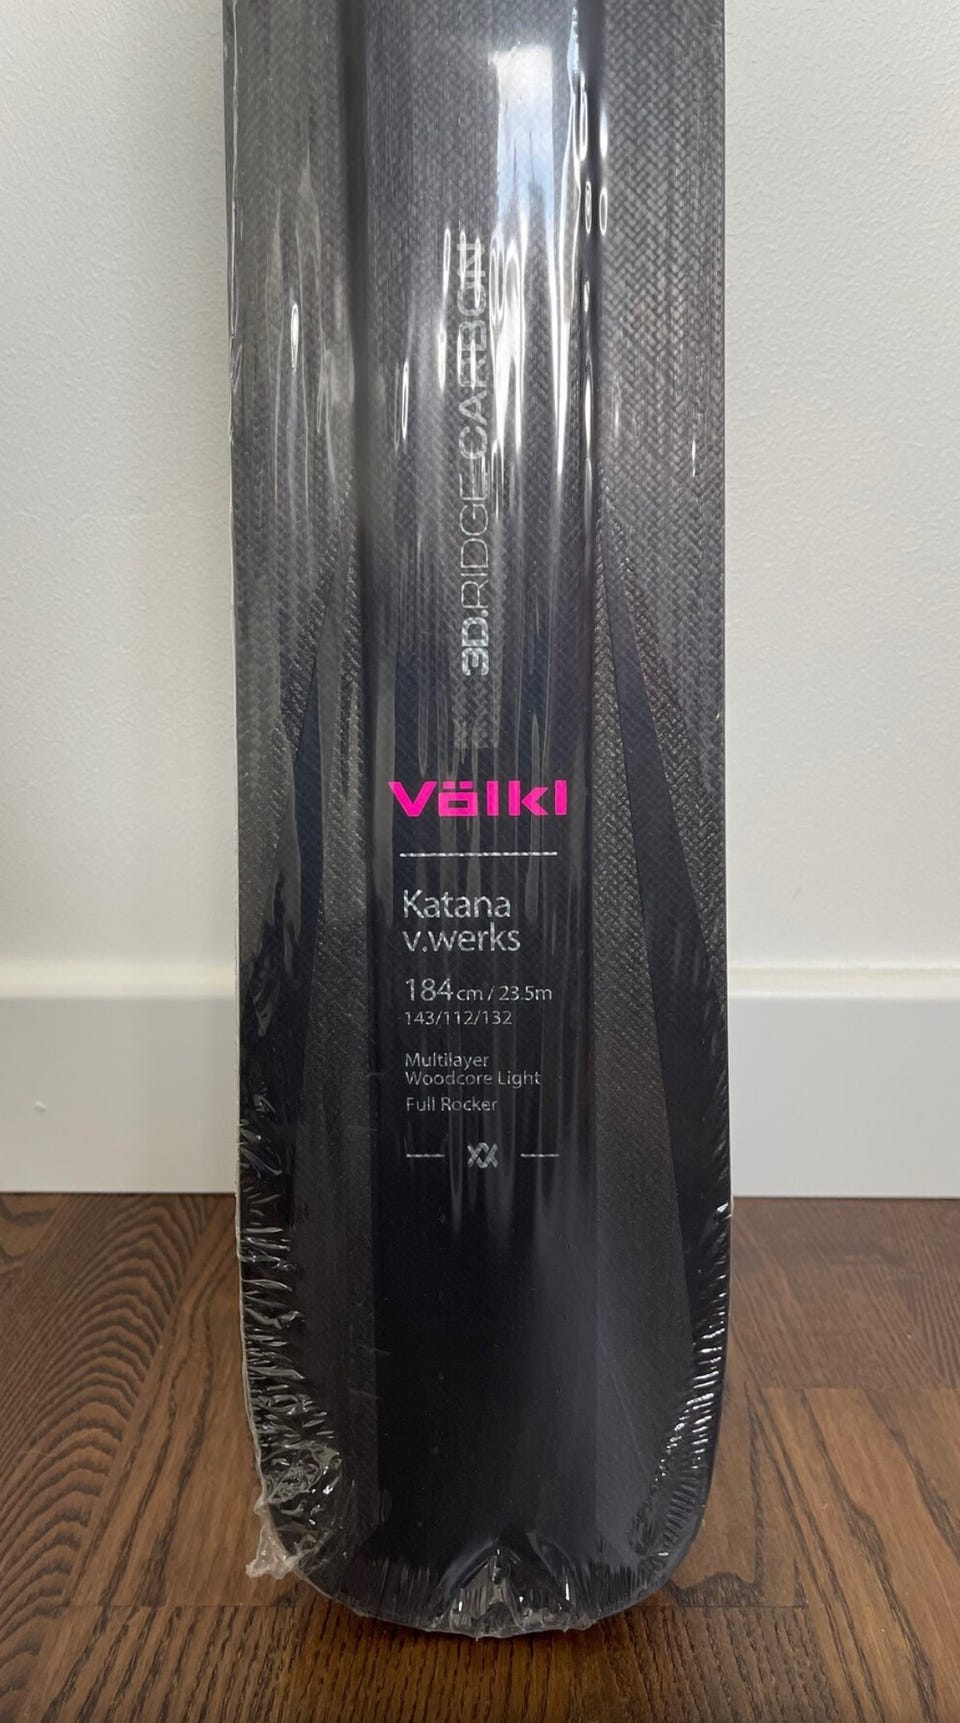 3D.RIDGE CARBON
Völkl
Katana
v.werks
184cm / 23.5m
143/112/132
Multilayer
Woodcore Light
Full Rocker